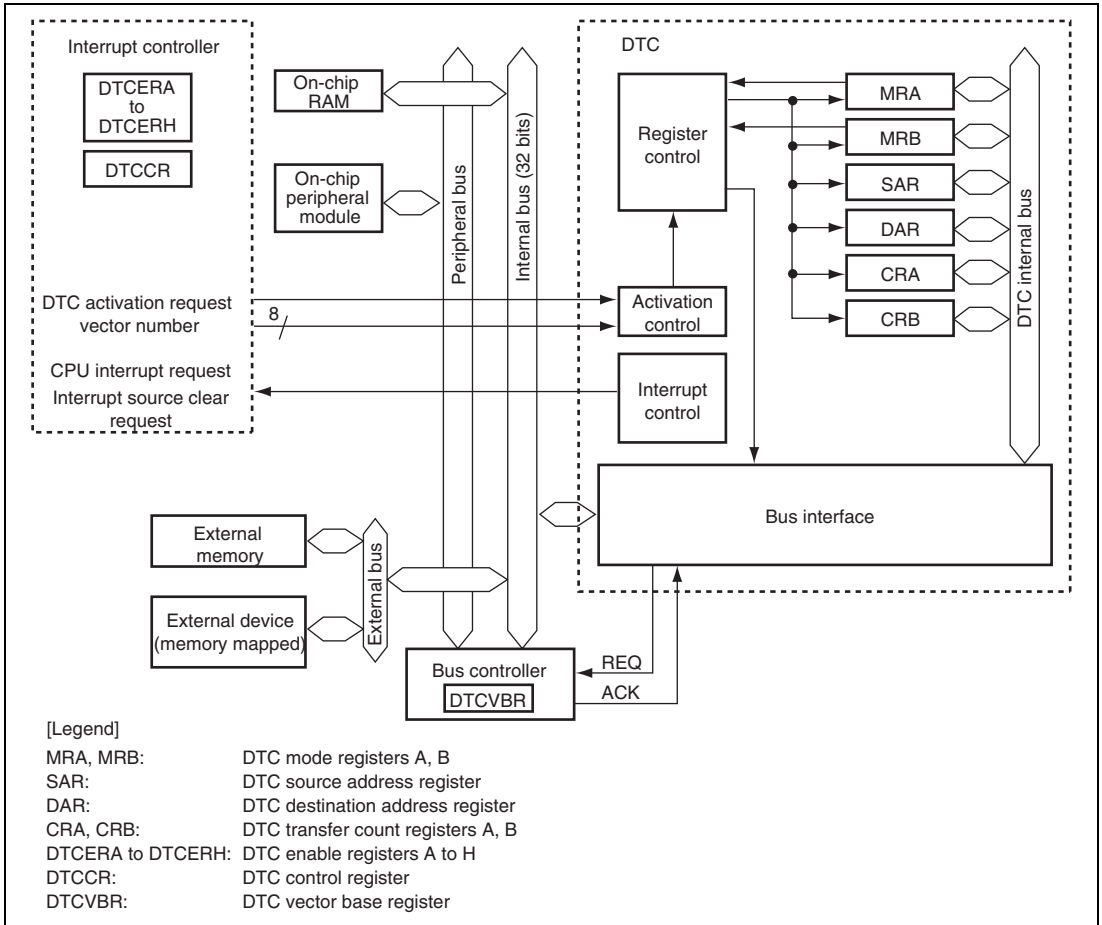 Interrupt controller
DTCERA
to
DTCERH
DTCCR
On-chip
RAM
On-chip
peripheral
module
Peripheral bus
Internal bus (32 bits)
DTC
Register
control
MRA
MRB
SAR
DAR
CRA
CRB
DTC internal bus
DTC activation request
vector number
8
Activation
control
CPU interrupt request
Interrupt source clear
request
Interrupt
control
Bus interface
External
memory
External device
(memory mapped)
External bus
Bus controller
DTCVBR
REQ
ACK
[Legend]
MRA, MRB: DTC mode registers A, B
SAR: DTC source address register
DAR: DTC destination address register
CRA, CRB: DTC transfer count registers A, B
DTCERA to DTCERH: DTC enable registers A to H
DTCCR: DTC control register
DTCVBR: DTC vector base register